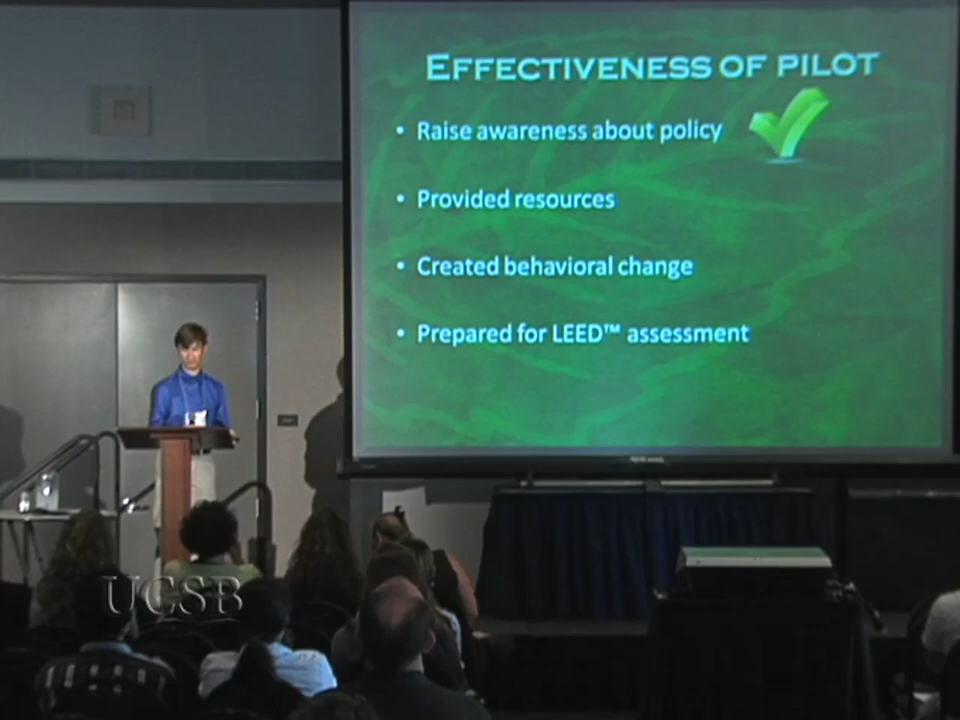 EFFECTIVENESS OF PILOT
• Raise awareness about policy
• Provided resources
• Created behavioral change
• Prepared for LEED™ assessment
UCSB